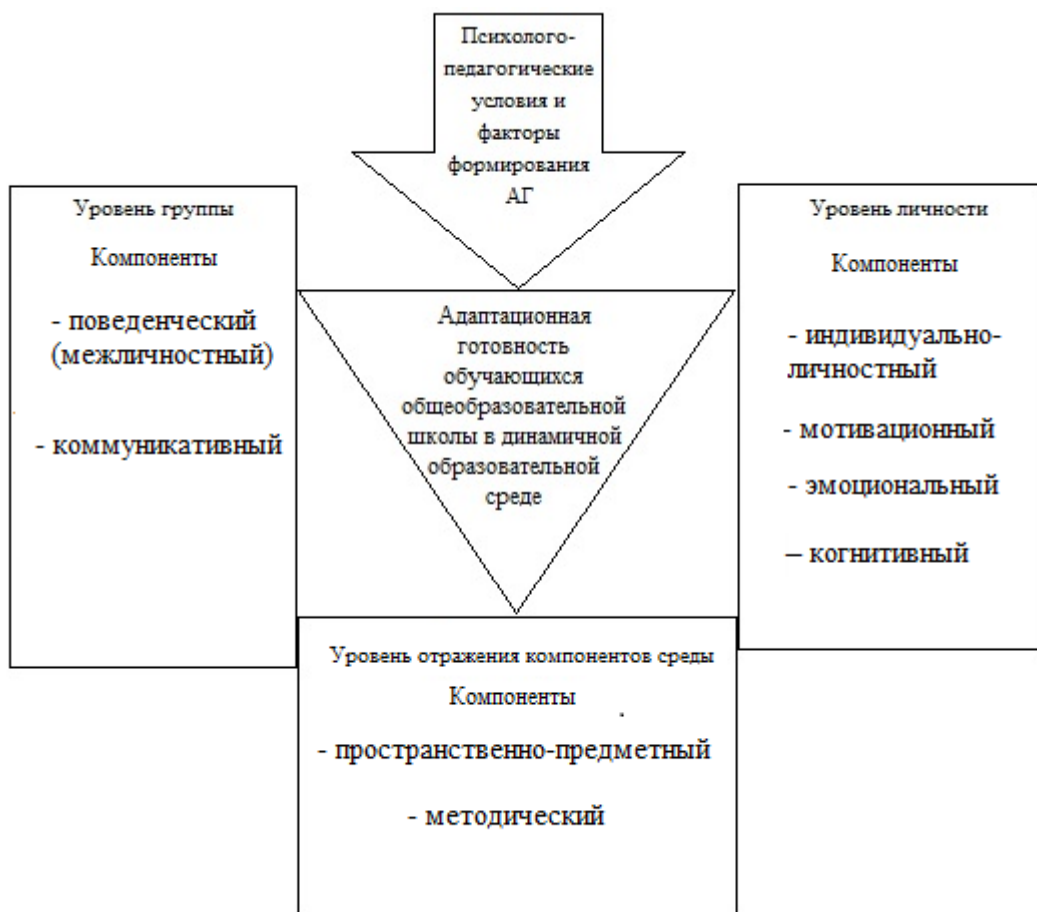 Психолого-
педагогические
условия и
факторы
формирования
АГ
Уровень группы
Компоненты
- поведенческий
(межличностный)
- коммуникативный
Адаптационная
готовность
обучающихся
общеобразовательной
школы в динамичной
образовательной
среде
Уровень личности
Компоненты
- индивидуально-
личностный
- мотивационный
- эмоциональный
– когнитивный
Уровень отражения компонентов среды
Компоненты
- пространственно-предметный
- методический